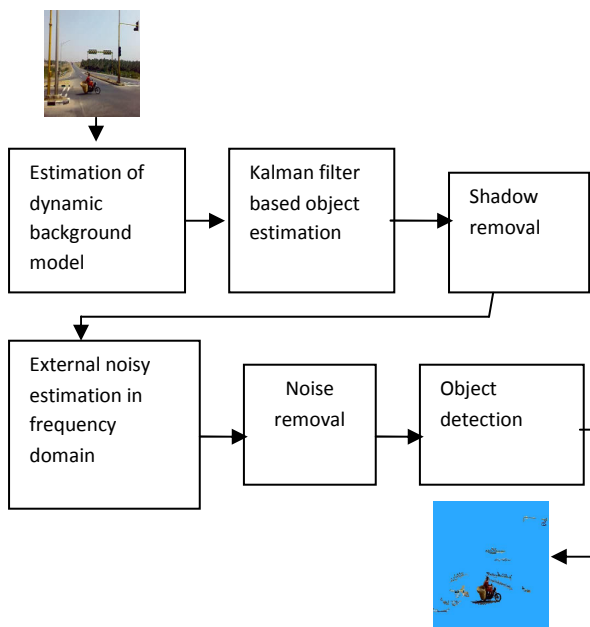 Estimation of
dynamic
background
model
Kalman filter
based object
estimation
Shadow
removal
External noisy
estimation in
frequency
domain
Noise
removal
Object
detection